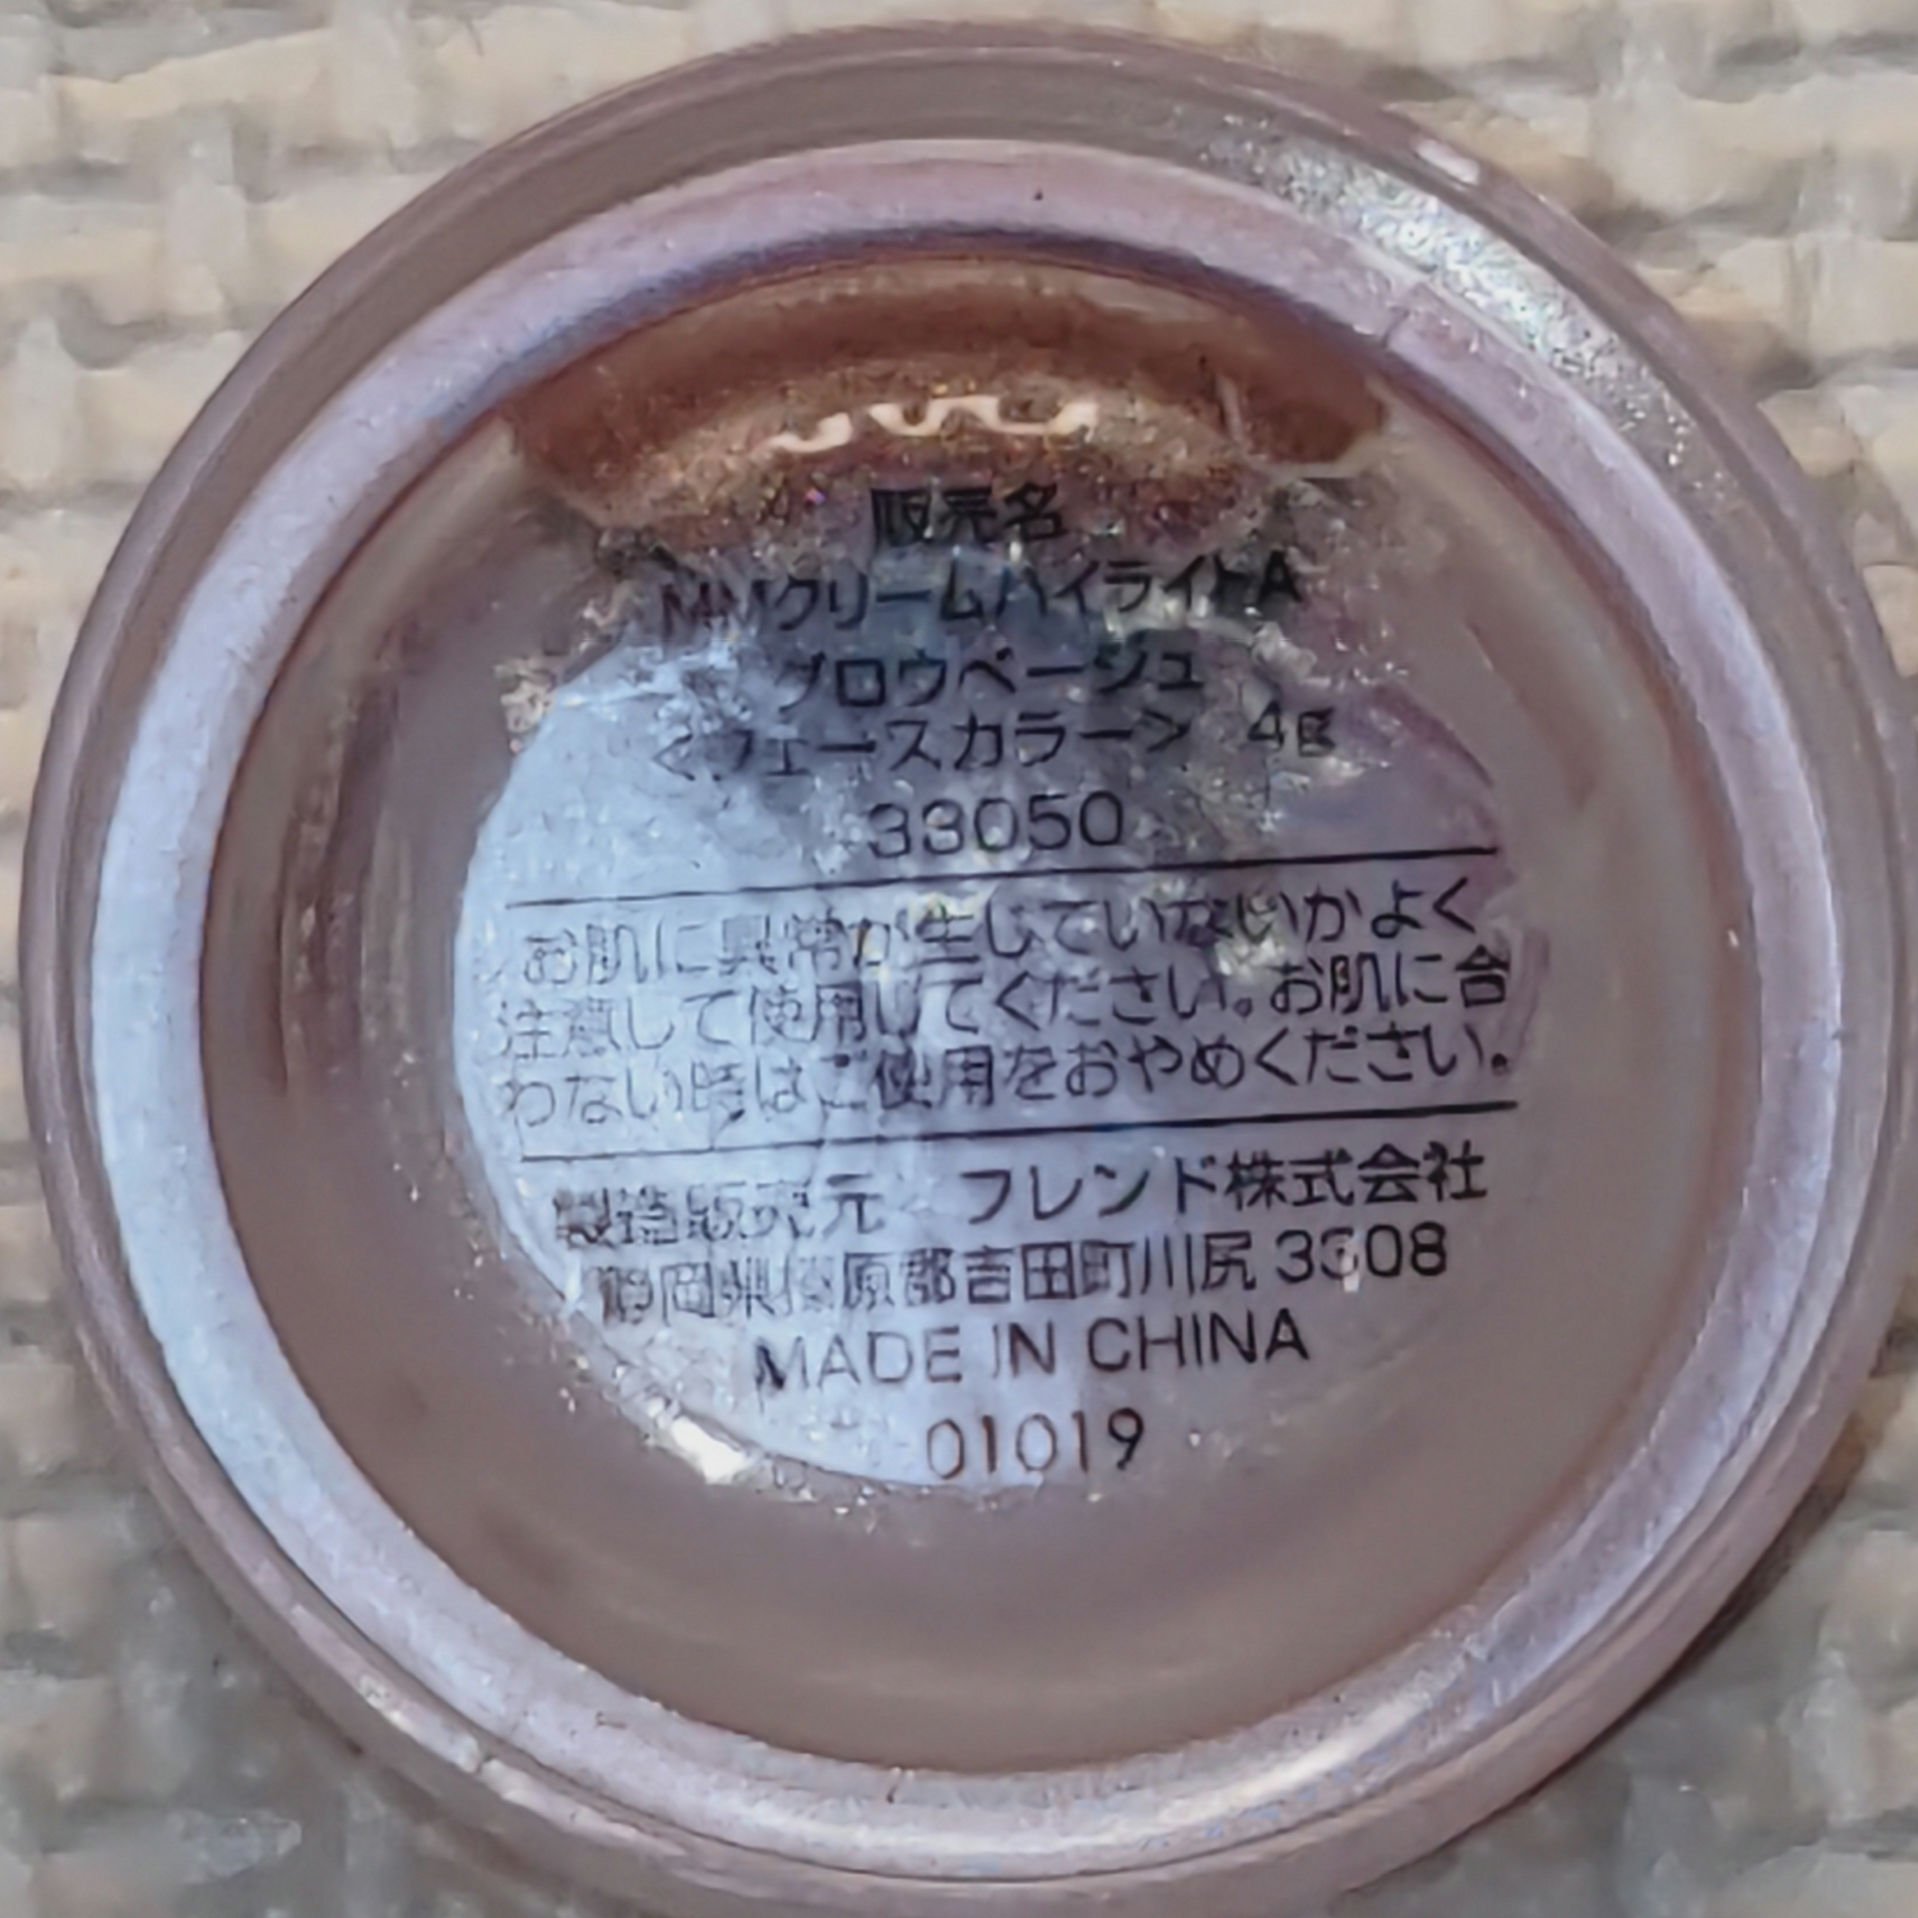 販売名
MMクリームハイライトA
グロウベージュ
<フェースカラー> 4g
33050
お肌に異常が生じていないかよく
注意して使用してください。お肌に合
わない時はご使用をおやめください。
製造販売元 フレンド株式会社
静岡県榛原郡吉田町川尻 3308
MADE IN CHINA
01019